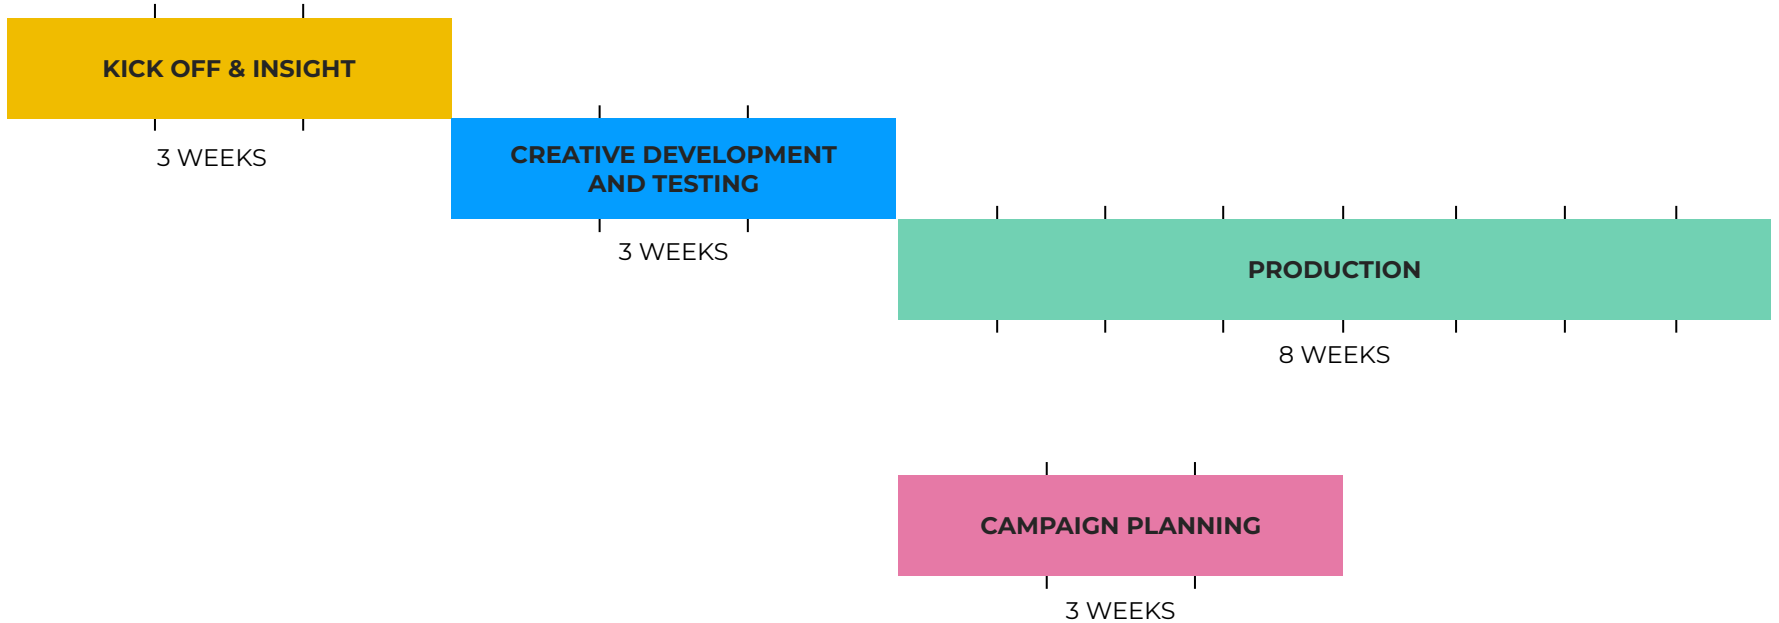 KICK OFF & INSIGHT
3 WEEKS
CREATIVE DEVELOPMENT
AND TESTING
3 WEEKS
PRODUCTION
8 WEEKS
CAMPAIGN PLANNING
3 WEEKS